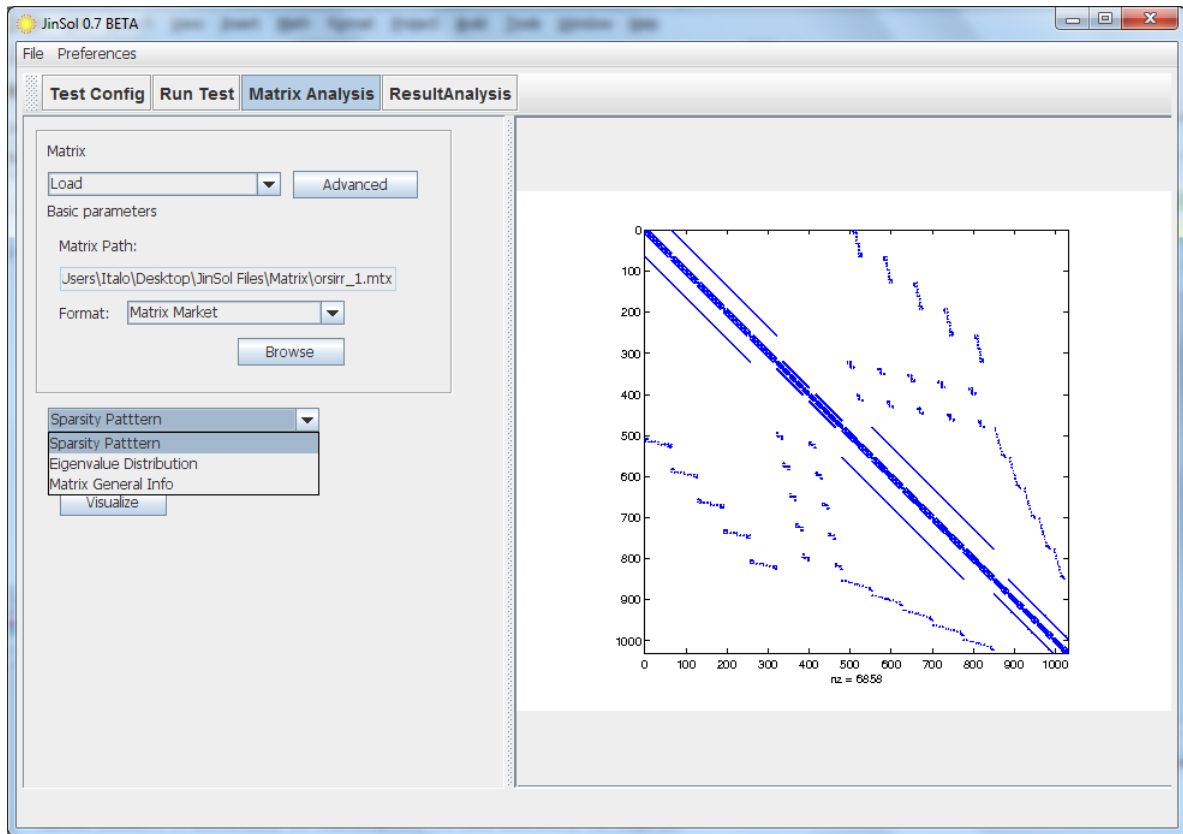 JinSol 0.7 BETA
File Preferences
Test Config Run Test Matrix Analysis ResultAnalysis
Matrix
Load Advanced
Basic parameters
Matrix Path:
Jsers\Italo\Desktop\JinSol Files\Matrix\orsirr_1.mtx
Format: Matrix Market
Browse
Sparsity Patttern
Sparsity Patttern
Eigenvalue Distribution
Matrix General Info
Visualize
0
100
200
300
400
500
600
700
800
900
1000
0 100 200 300 400 500 600 700 800 900 1000
nz = 6858